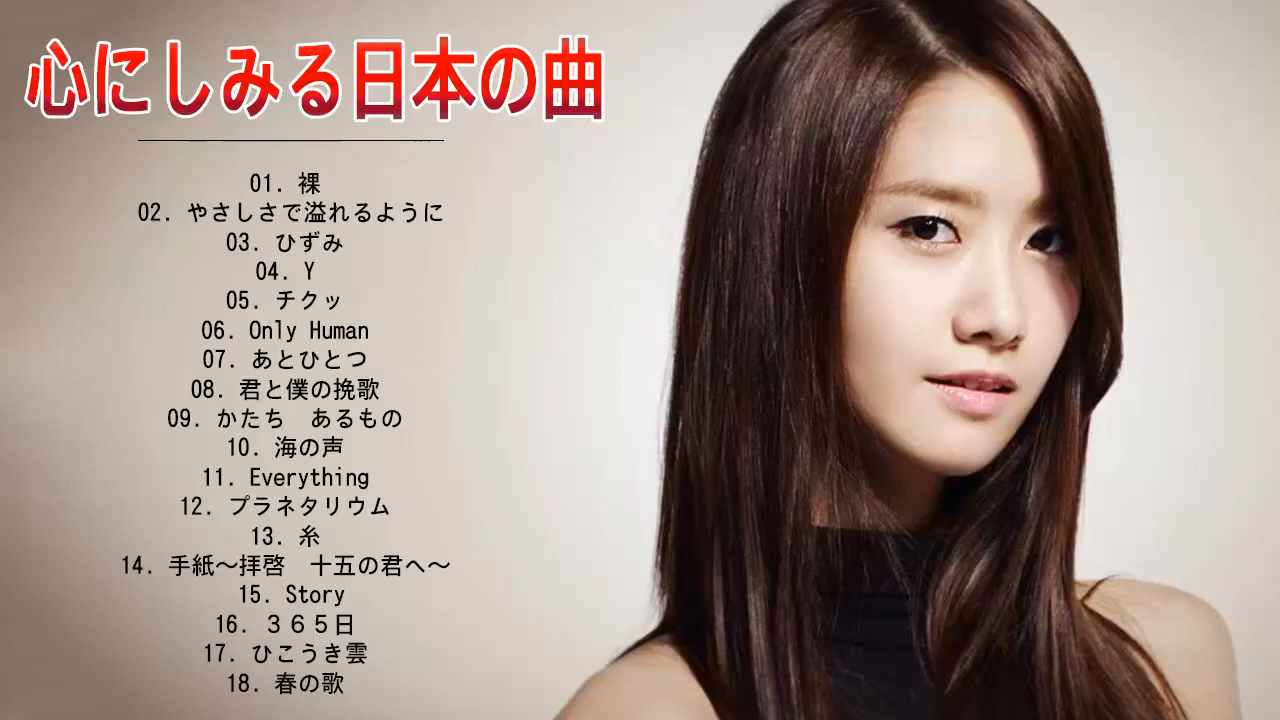 心にしみる日本の曲
01. 裸
02. やさしさで溢れるように
03. ひずみ
04. Y
05. チクッ
06. Only Human
07. あとひとつ
08. 君と僕の挽歌
09. かたち　あるもの
10. 海の声
11. Everything
12. プラネタリウム
13. 糸
14. 手紙〜拝啓　十五の君へ〜
15. Story
16. ３６５日
17. ひこうき雲
18. 春の歌